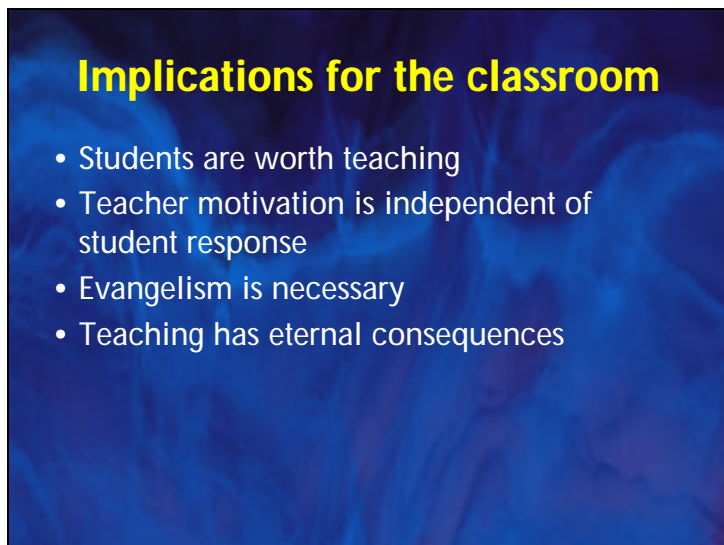 Implications for the classroom
• Students are worth teaching
• Teacher motivation is independent of
student response
• Evangelism is necessary
• Teaching has eternal consequences